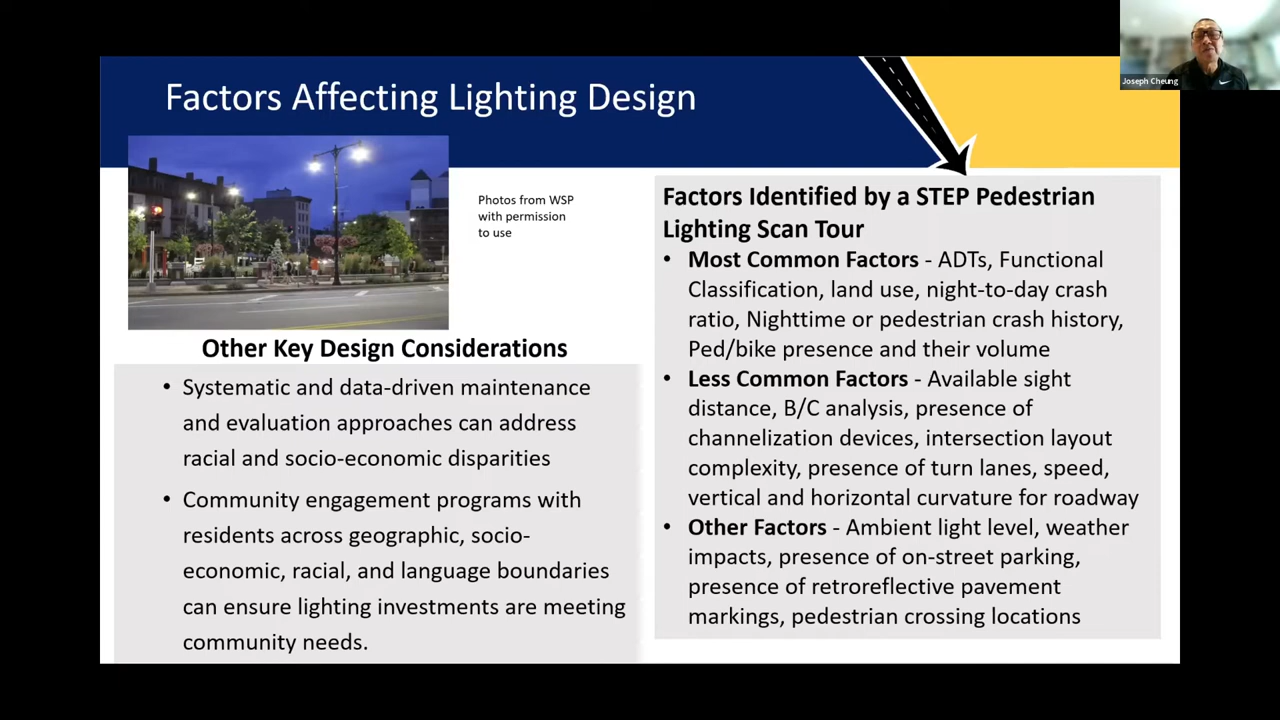 Factors Affecting Lighting Design
Joseph Cheung
Photos from WSP
with permission
to use
Other Key Design Considerations
• Systematic and data-driven maintenance
and evaluation approaches can address
racial and socio-economic disparities
• Community engagement programs with
residents across geographic, socio-
economic, racial, and language boundaries
can ensure lighting investments are meeting
community needs.
Factors Identified by a STEP Pedestrian
Lighting Scan Tour
• Most Common Factors - ADTs, Functional
Classification, land use, night-to-day crash
ratio, Nighttime or pedestrian crash history,
Ped/bike presence and their volume
• Less Common Factors - Available sight
distance, B/C analysis, presence of
channelization devices, intersection layout
complexity, presence of turn lanes, speed,
vertical and horizontal curvature for roadway
• Other Factors - Ambient light level, weather
impacts, presence of on-street parking,
presence of retroreflective pavement
markings, pedestrian crossing locations